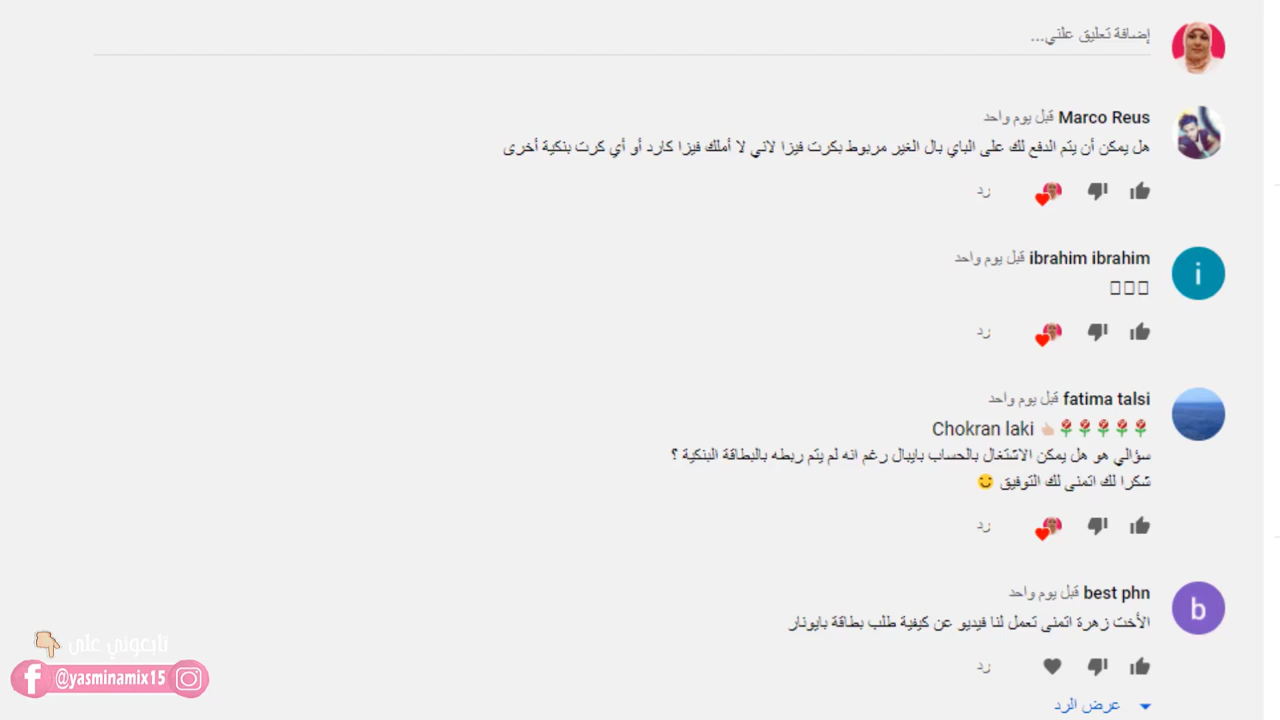 إضافة تعليق علني...
Marco Reus قبل يوم واحد
هل يمكن أن يتم الدفع لك على الباي بال الغير مربوط بكرت فيزا لاني لا أملك فيزا كارد أو أي كرت بنكية أخرى
رد
ibrahim ibrahim قبل يوم واحد
رد
fatima talsi قبل يوم واحد
Chokran laki 👆🏻🌹🌹🌹🌹🌹
سؤالي هو هل يمكن الاشتغال بالحساب بايبال رغم انه لم يتم ربطه بالبطاقة البنكية ؟
شكرا لك اتمنى لك التوفيق 😊
رد
best phn قبل يوم واحد
الأخت زهرة اتمنى تعمل لنا فيديو عن كيفية طلب بطاقة بايونار
رد
عرض الرد
تابعوني على 👇🏻
@yasminamix15
i
b